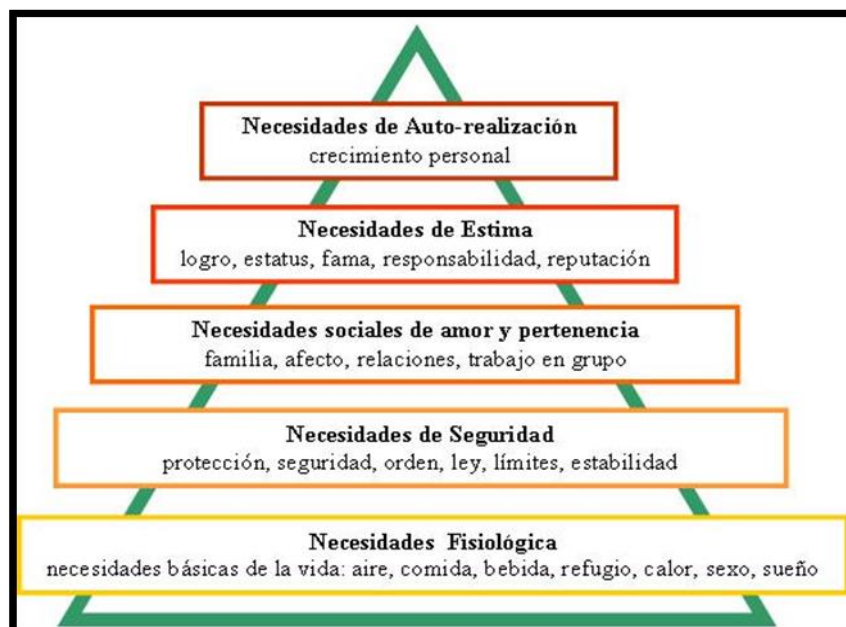 Necesidades de Auto-realización
crecimiento personal
Necesidades de Estima
logro, estatus, fama, responsabilidad, reputación
Necesidades sociales de amor y pertenencia
familia, afecto, relaciones, trabajo en grupo
Necesidades de Seguridad
protección, seguridad, orden, ley, límites, estabilidad
Necesidades Fisiológica
necesidades básicas de la vida: aire, comida, bebida, refugio, calor, sexo, sueño